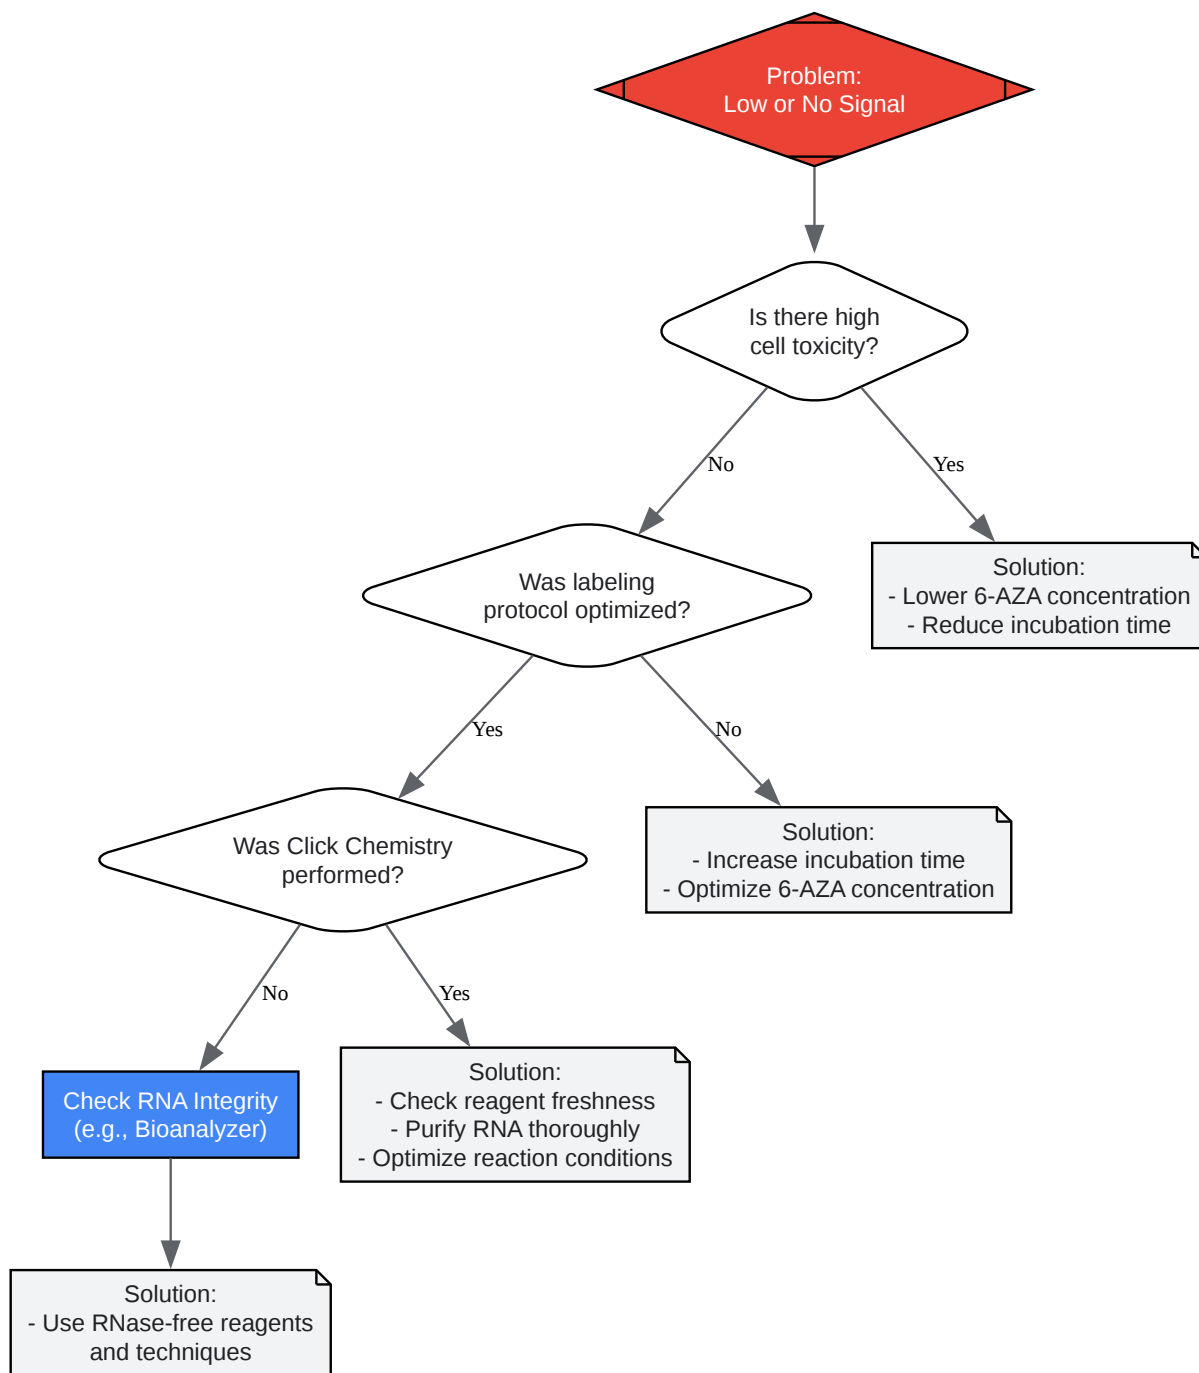 Problem:
Low or No Signal
Is there high
cell toxicity?
No
Yes
Was labeling
protocol optimized?
Solution:
- Lower 6-AZA concentration
- Reduce incubation time
Yes
No
Was Click Chemistry
performed?
Solution:
- Increase incubation time
- Optimize 6-AZA concentration
No
Yes
Check RNA Integrity
(e.g., Bioanalyzer)
Solution:
- Check reagent freshness
- Purify RNA thoroughly
- Optimize reaction conditions
Solution:
- Use RNase-free reagents
and techniques